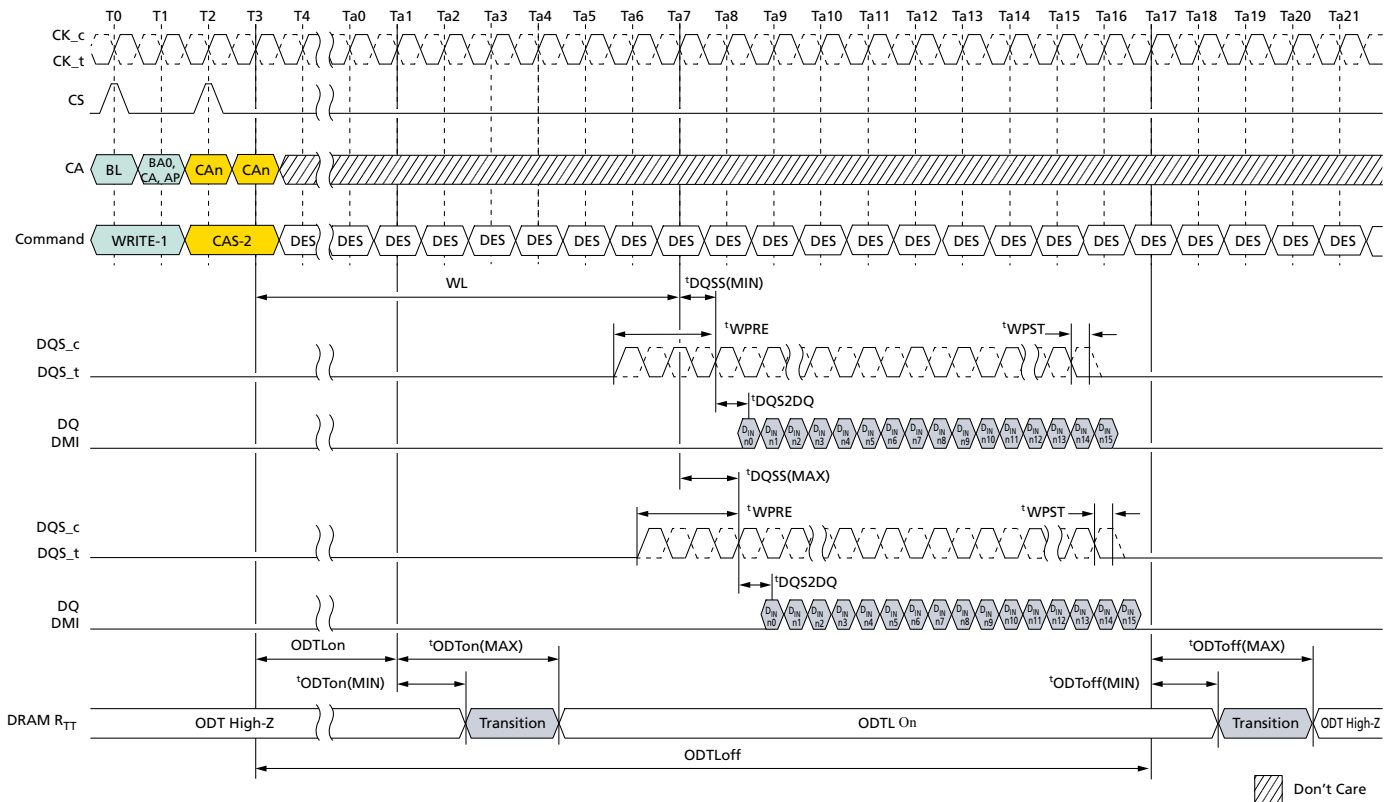 T0 T1 T2 T3 T4 Ta0 Ta1 Ta2 Ta3 Ta4 Ta5 Ta6 Ta7 Ta8 Ta9 Ta10 Ta11 Ta12 Ta13 Ta14 Ta15 Ta16 Ta17 Ta18 Ta19 Ta20 Ta21
CK_c
CK_t
CS
CA
BL
BA0,
CA, AP
CAn CAn
Command WRITE-1 CAS-2 DES DES DES DES DES DES DES DES DES DES DES DES DES DES DES DES DES DES DES DES DES DES DES
WL
tDQSS(MIN)
tWPRE
tWPST
DQS_c
DQS_t
tDQS2DQ
DQ
DMI
DIN DIN DIN DIN DIN DIN DIN DIN DIN DIN DIN DIN DIN DIN DIN DIN
n0 n1 n2 n3 n4 n5 n6 n7 n8 n9 n10 n11 n12 n13 n14 n15
tDQSS(MAX)
tWPRE
tWPST
DQS_c
DQS_t
tDQS2DQ
DQ
DMI
DIN DIN DIN DIN DIN DIN DIN DIN DIN DIN DIN DIN DIN DIN DIN DIN
n0 n1 n2 n3 n4 n5 n6 n7 n8 n9 n10 n11 n12 n13 n14 n15
ODTLon
tODTon(MAX)
tODToff(MAX)
tODTon(MIN)
tODToff(MIN)
DRAM RTT ODT High-Z Transition ODTL On Transition ODT High-Z
ODTLoff
Don't Care